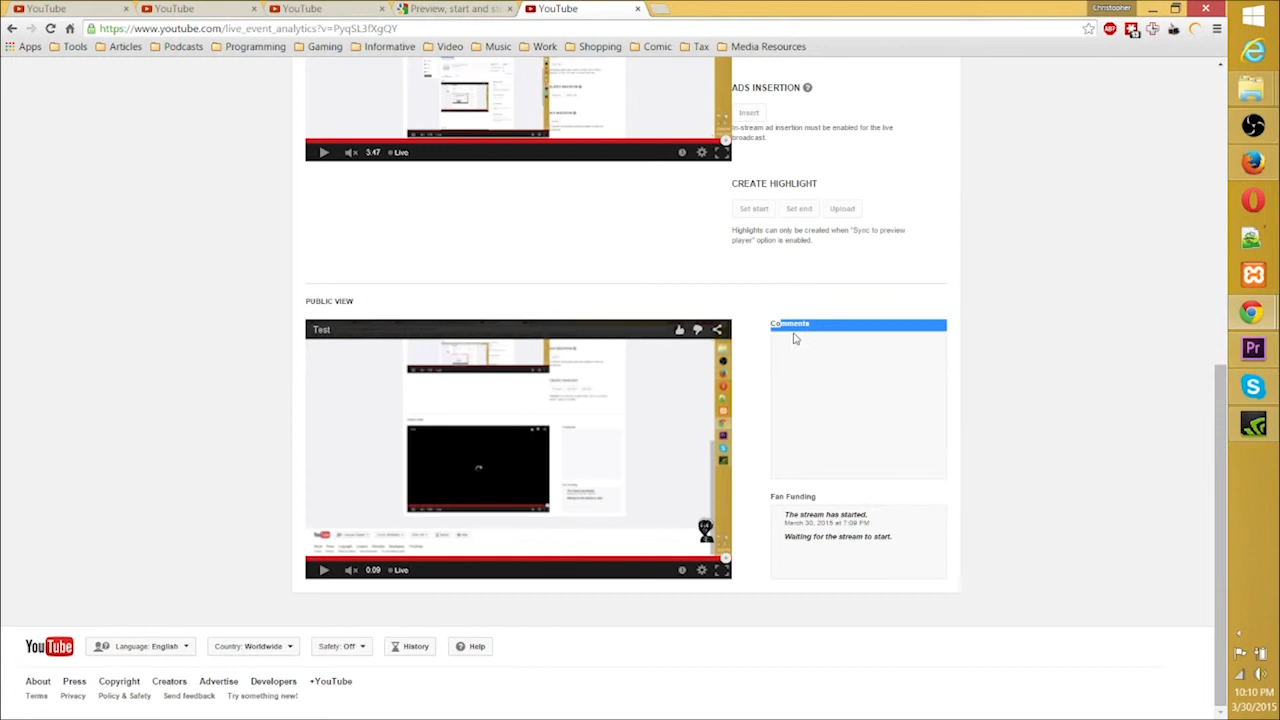 YouTube
YouTube
YouTube
Preview, start and st
YouTube
Christopher
https://www.youtube.com/live_event_analytics?v=PyqSL3fXgQY
Apps
Tools
Articles
Podcasts
Programming
Gaming
Informative
Video
Music
Work
Shopping
Comic
Tax
Media Resources
ADS INSERTION
Insert
In-stream ad insertion must be enabled for the live
broadcast.
3:47
Live
CREATE HIGHLIGHT
Set start
Set end
Upload
Highlights can only be created when "Sync to preview
player" option is enabled.
PUBLIC VIEW
Test
Comments
0:09
Live
Fan Funding
The stream has started.
March 30, 2015 at 7:09 PM
Waiting for the stream to start.
YouTube
Language: English
Country: Worldwide
Safety: Off
History
Help
About
Press
Copyright
Creators
Advertise
Developers
+YouTube
Terms
Privacy
Policy & Safety
Send feedback
Try something new!
Pr
10:10 PM
3/30/2015